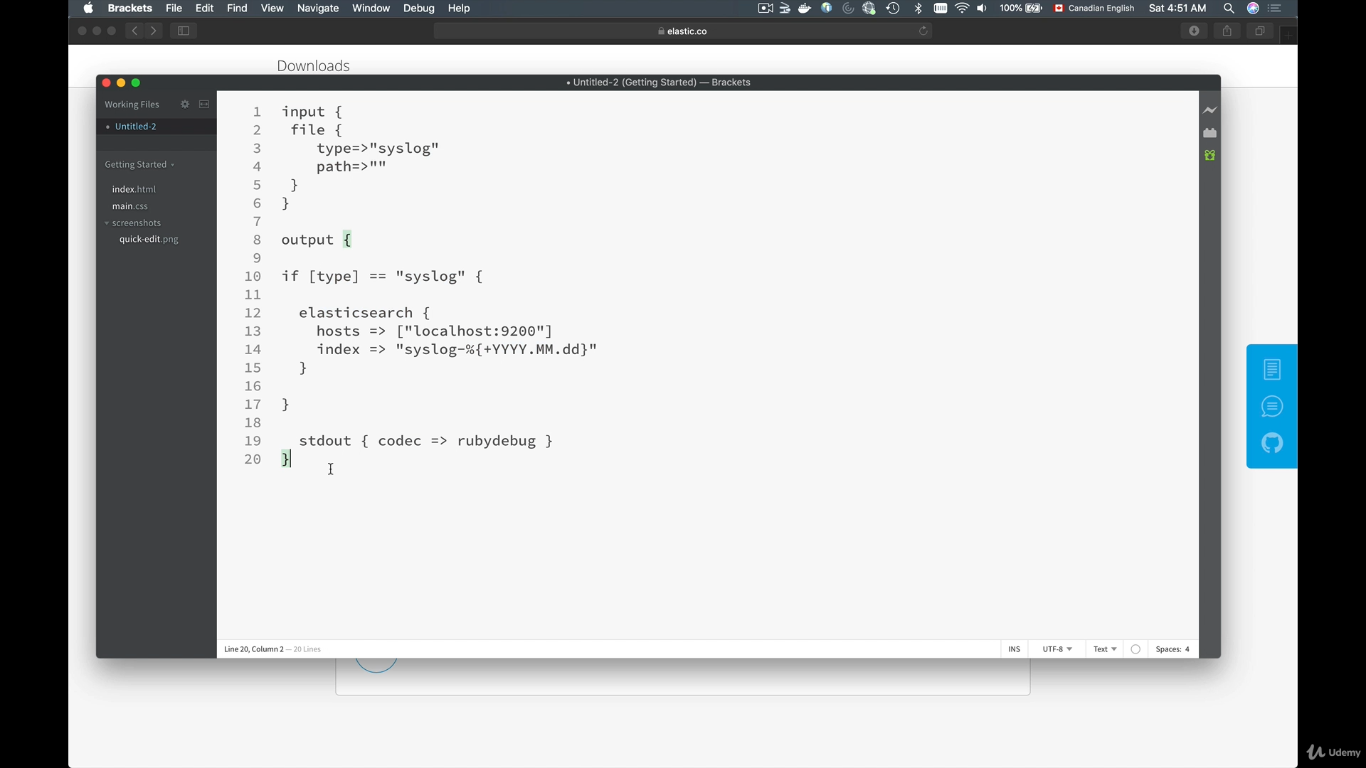 Brackets File Edit Find View Navigate Window Debug Help 100% Canadian English Sat 4:51 AM
elastic.co
Downloads
• Untitled-2 (Getting Started) — Brackets
Working Files
• Untitled-2
Getting Started
index.html
main.css
screenshots
quick-edit.png
1 input {
2 file {
3 type=>"syslog"
4 path=>""
5 }
6 }
7
8 output {
9
10 if [type] == "syslog" {
11
12 elasticsearch {
13 hosts => ["localhost:9200"]
14 index => "syslog-%{+YYYY.MM.dd}"
15 }
16
17 }
18
19 stdout { codec => rubydebug }
20 }
Line 20, Column 2 — 20 Lines INS UTF-8 Text Spaces: 4
Udemy